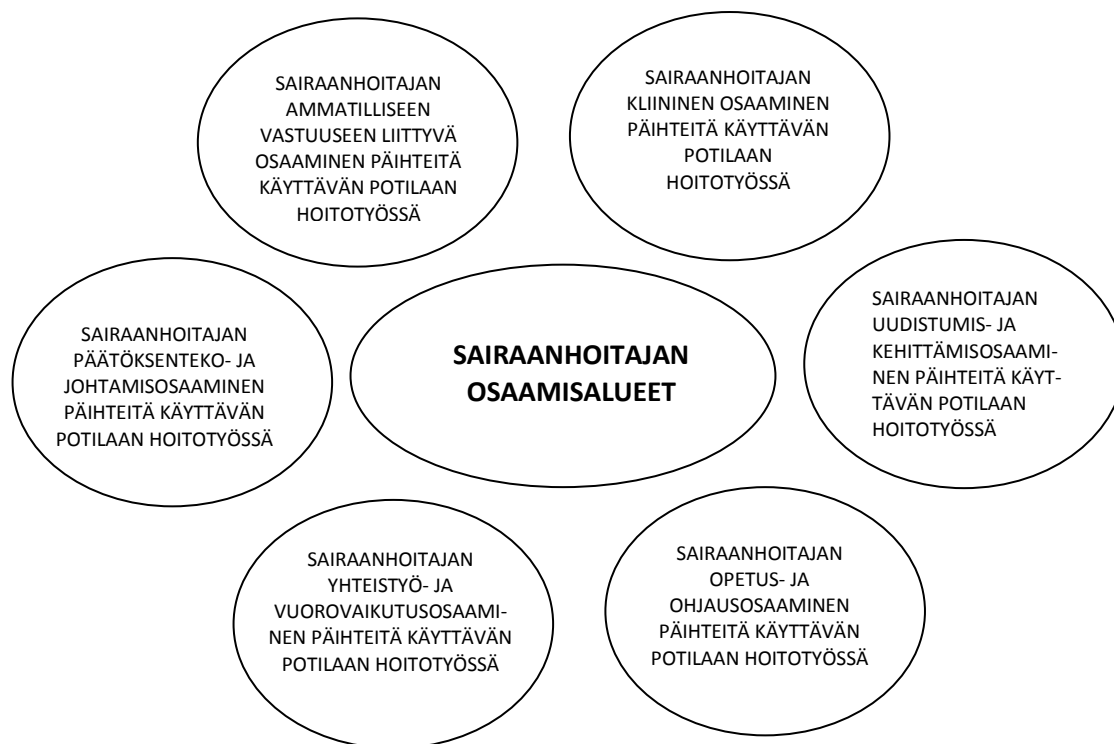 SAIRAANHOITAJAN
AMMATILLISEEN
VASTUUSEEN LIITTYVÄ
OSAAMINEN PÄIHTEITÄ
KÄYTTÄVÄN POTILAAN
HOITOTYÖSSÄ
SAIRAANHOITAJAN
KLIININEN OSAAMINEN
PÄIHTEITÄ KÄYTTÄVÄN
POTILAAN
HOITOTYÖSSÄ
SAIRAANHOITAJAN
PÄÄTÖKSENTEKO- JA
JOHTAMISOSAAMINEN
PÄIHTEITÄ KÄYTTÄVÄN
POTILAAN HOITOTYÖSSÄ
SAIRAANHOITAJAN
OSAAMISALUEET
SAIRAANHOITAJAN
UUDISTUMIS- JA
KEHITTÄMISOSAAMI-
NEN PÄIHTEITÄ KÄYT-
TÄVÄN POTILAAN
HOITOTYÖSSÄ
SAIRAANHOITAJAN
YHTEISTYÖ- JA
VUOROVAIKUTUSOSAAMI-
NEN PÄIHTEITÄ KÄYTTÄVÄN
POTILAAN HOITOTYÖSSÄ
SAIRAANHOITAJAN
OPETUS- JA
OHJAUSOSAAMINEN
PÄIHTEITÄ KÄYTTÄVÄN
POTILAAN HOITOTYÖSSÄ